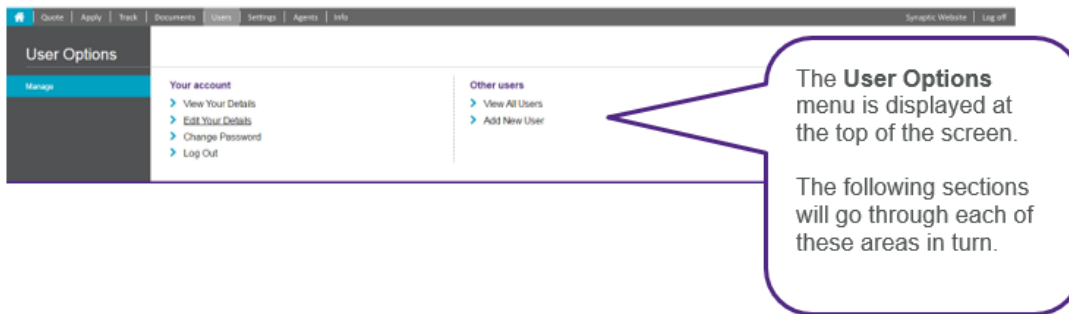 Quote | Apply | Track | Documents | Users | Settings | Agents | Info Synaptic Website | Log off
User Options
Manage
Your account
View Your Details
Edit Your Details
Change Password
Log Out
Other users
View All Users
Add New User
The User Options
menu is displayed at
the top of the screen.
The following sections
will go through each of
these areas in turn.